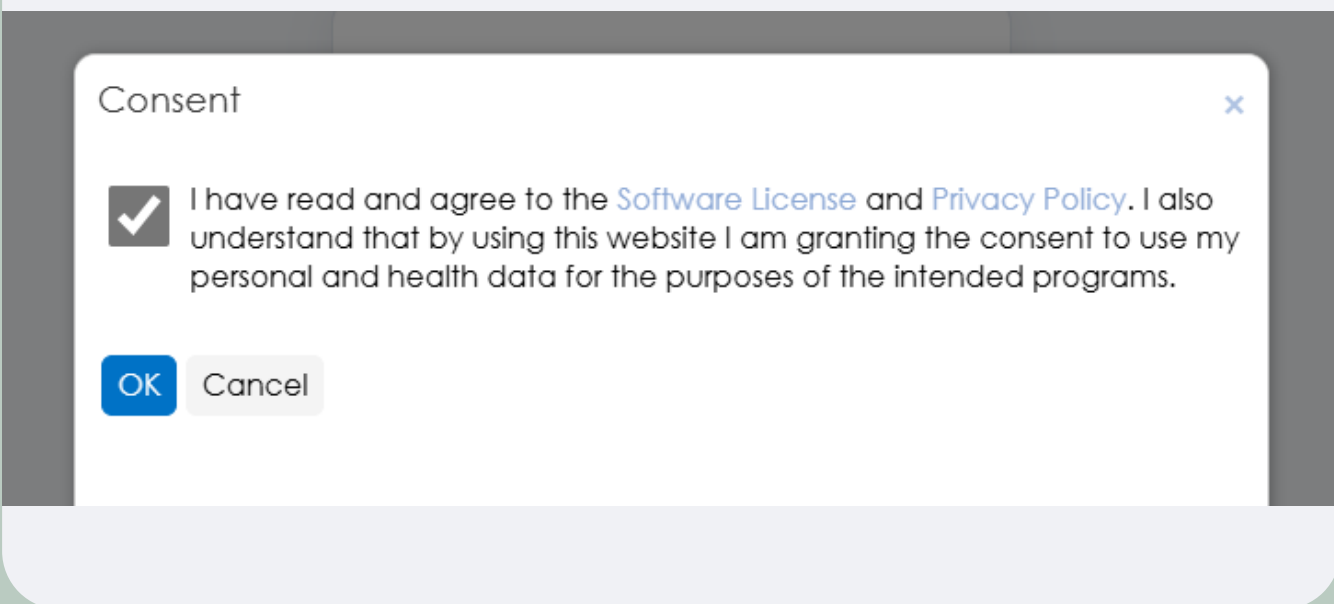 Consent
×
I have read and agree to the Software License and Privacy Policy. I also
understand that by using this website I am granting the consent to use my
personal and health data for the purposes of the intended programs.
OK Cancel